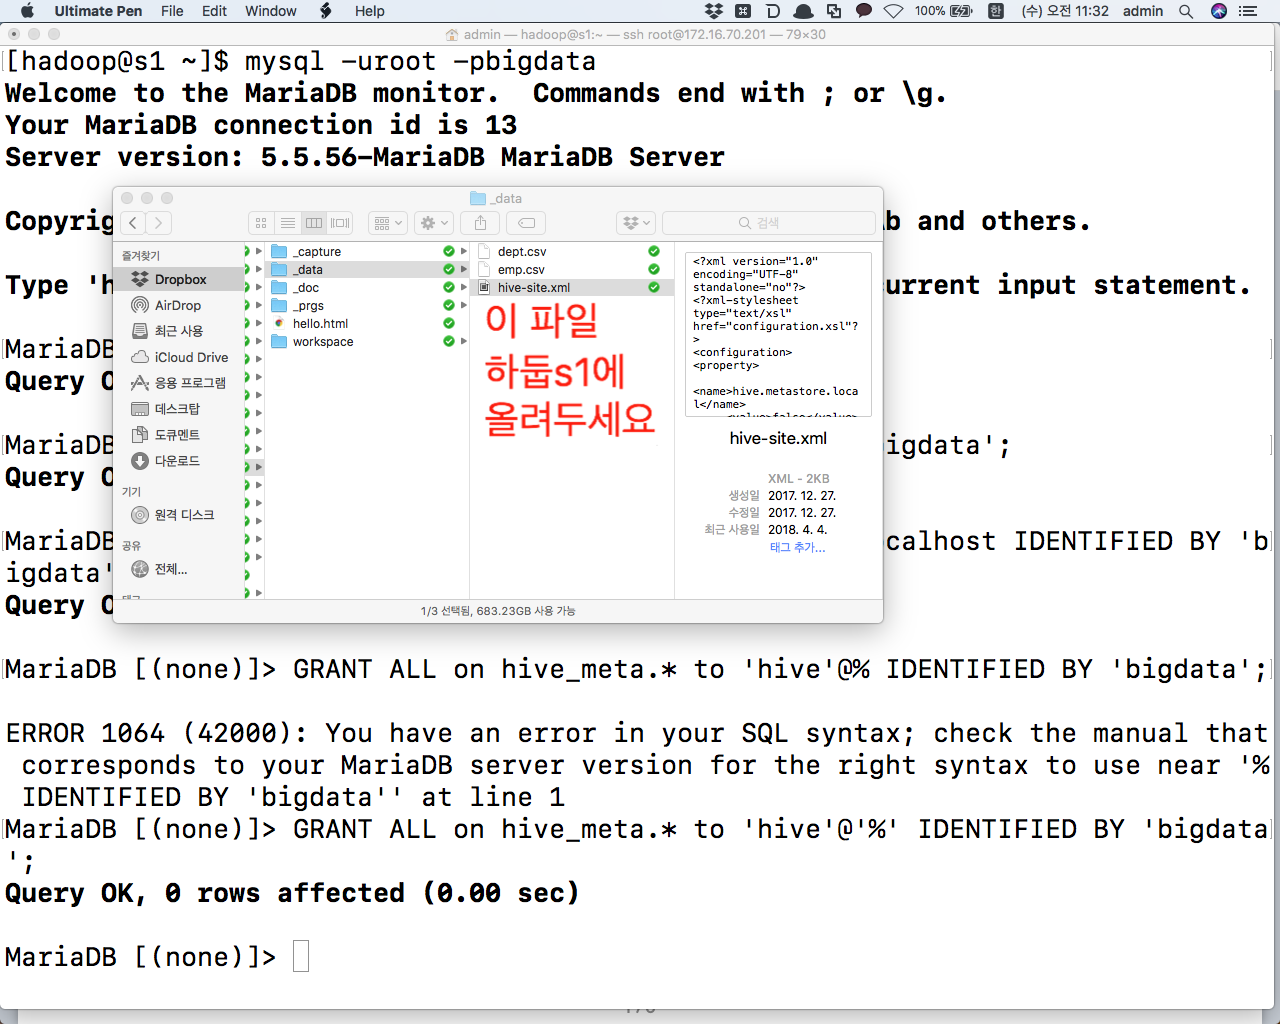 Ultimate Pen File Edit Window Help 100% 한 (수) 오전 11:32 admin
admin — hadoop@s1:~ — ssh root@172.16.70.201 — 79×30
[hadoop@s1 ~]$ mysql -uroot -pbigdata
Welcome to the MariaDB monitor.  Commands end with ; or \g.
Your MariaDB connection id is 13
Server version: 5.5.56-MariaDB MariaDB Server
Copyrig
b and others.
Type 'h
urrent input statement.
MariaDB
Query O
MariaDB
igdata';
Query O
MariaDB
calhost IDENTIFIED BY 'b
igdata'
Query O
_data
검색
즐겨찾기
Dropbox
AirDrop
최근 사용
iCloud Drive
응용 프로그램
데스크탑
도큐멘트
다운로드
기기
원격 디스크
공유
전체...
_capture
_data
_doc
_prgs
hello.html
workspace
dept.csv
emp.csv
hive-site.xml
이 파일
하둡s1에
올려두세요
<?xml version="1.0"
encoding="UTF-8"
standalone="no"?>
<?xml-stylesheet
type="text/xsl"
href="configuration.xsl"?
>
<configuration>
<property>
<name>hive.metastore.loca
l</name>
<value>false</value>
hive-site.xml
XML - 2KB
생성일 2017. 12. 27.
수정일 2017. 12. 27.
최근 사용일 2018. 4. 4.
태그 추가...
1/3 선택됨, 683.23GB 사용 가능
MariaDB [(none)]> GRANT ALL on hive_meta.* to 'hive'@% IDENTIFIED BY 'bigdata';
ERROR 1064 (42000): You have an error in your SQL syntax; check the manual that
corresponds to your MariaDB server version for the right syntax to use near '%
IDENTIFIED BY 'bigdata'' at line 1
MariaDB [(none)]> GRANT ALL on hive_meta.* to 'hive'@'%' IDENTIFIED BY 'bigdata
';
Query OK, 0 rows affected (0.00 sec)
MariaDB [(none)]>